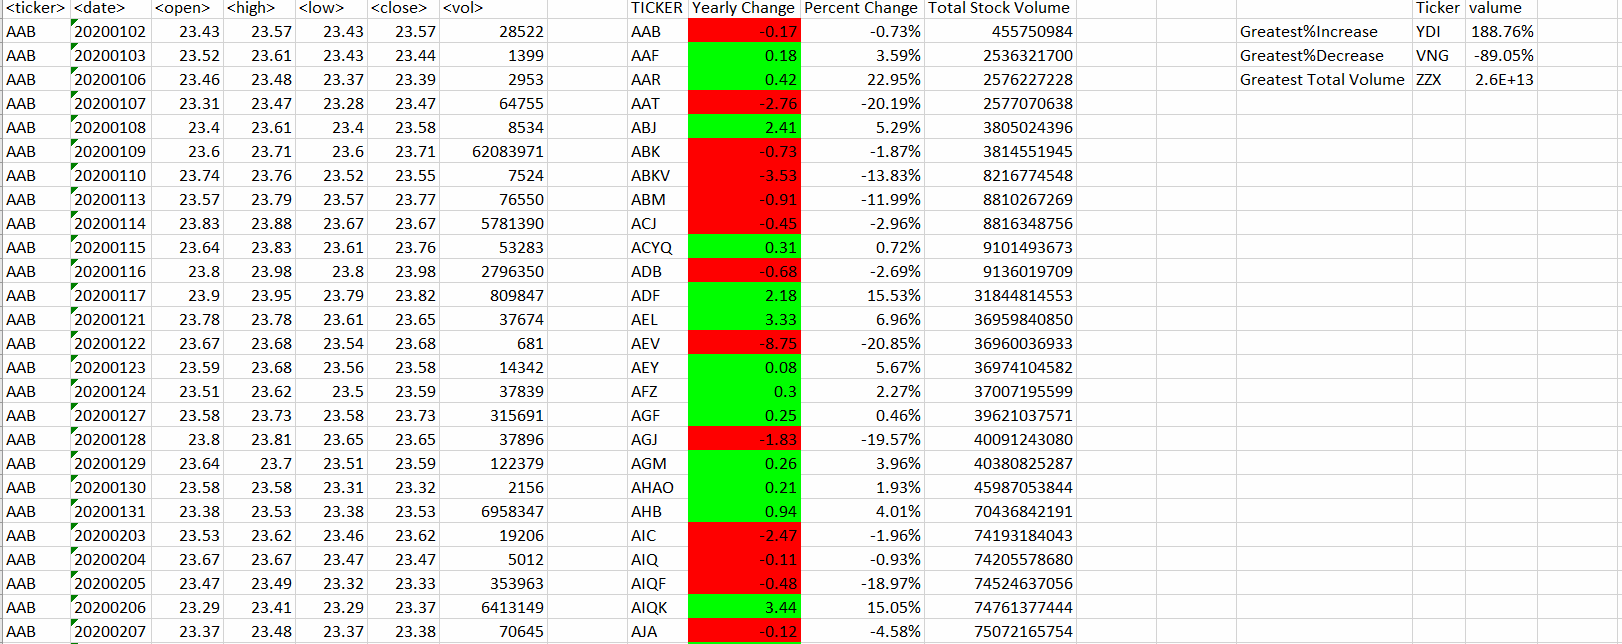 <ticker> <date> <open> <high> <low> <close> <vol> TICKER Yearly Change Percent Change Total Stock Volume Ticker valume
AAB 20200102 23.43 23.57 23.43 23.57 28522 AAB -0.17 -0.73% 455750984 Greatest%Increase YDI 188.76%
AAB 20200103 23.52 23.61 23.43 23.44 1399 AAF 0.18 3.59% 2536321700 Greatest%Decrease VNG -89.05%
AAB 20200106 23.46 23.48 23.37 23.39 2953 AAR 0.42 22.95% 2576227228 Greatest Total Volume ZZX 2.6E+13
AAB 20200107 23.31 23.47 23.28 23.47 64755 AAT -2.76 -20.19% 2577070638
AAB 20200108 23.4 23.61 23.4 23.58 8534 ABJ 2.41 5.29% 3805024396
AAB 20200109 23.6 23.71 23.6 23.71 62083971 ABK -0.73 -1.87% 3814551945
AAB 20200110 23.74 23.76 23.52 23.55 7524 ABKV -3.53 -13.83% 8216774548
AAB 20200113 23.57 23.79 23.57 23.77 76550 ABM -0.91 -11.99% 8810267269
AAB 20200114 23.83 23.88 23.67 23.67 5781390 ACJ -0.45 -2.96% 8816348756
AAB 20200115 23.64 23.83 23.61 23.76 53283 ACYQ 0.31 0.72% 9101493673
AAB 20200116 23.8 23.98 23.8 23.98 2796350 ADB -0.68 -2.69% 9136019709
AAB 20200117 23.9 23.95 23.79 23.82 809847 ADF 2.18 15.53% 31844814553
AAB 20200121 23.78 23.78 23.61 23.65 37674 AEL 3.33 6.96% 36959840850
AAB 20200122 23.67 23.68 23.54 23.68 681 AEV -8.75 -20.85% 36960036933
AAB 20200123 23.59 23.68 23.56 23.58 14342 AEY 0.08 5.67% 36974104582
AAB 20200124 23.51 23.62 23.5 23.59 37839 AFZ 0.3 2.27% 37007195599
AAB 20200127 23.58 23.73 23.58 23.73 315691 AGF 0.25 0.46% 39621037571
AAB 20200128 23.8 23.81 23.65 23.65 37896 AGJ -1.83 -19.57% 40091243080
AAB 20200129 23.64 23.7 23.51 23.59 122379 AGM 0.26 3.96% 40380825287
AAB 20200130 23.58 23.58 23.31 23.32 2156 AHAO 0.21 1.93% 45987053844
AAB 20200131 23.38 23.53 23.38 23.53 6958347 AHB 0.94 4.01% 70436842191
AAB 20200203 23.53 23.62 23.46 23.62 19206 AIC -2.47 -1.96% 74193184043
AAB 20200204 23.67 23.67 23.47 23.47 5012 AIQ -0.11 -0.93% 74205578680
AAB 20200205 23.47 23.49 23.32 23.33 353963 AIQF -0.48 -18.97% 74524637056
AAB 20200206 23.29 23.41 23.29 23.37 6413149 AIQK 3.44 15.05% 74761377444
AAB 20200207 23.37 23.48 23.37 23.38 70645 AJA -0.12 -4.58% 75072165754